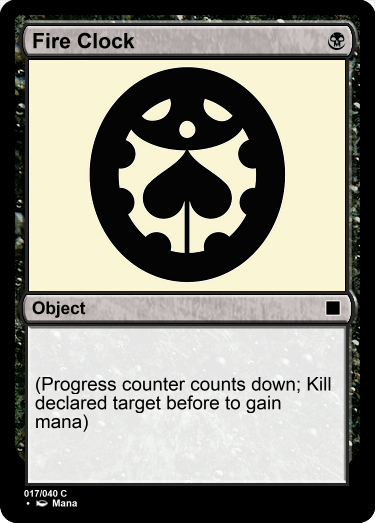 Fire Clock
Object
(Progress counter counts down; Kill
declared target before to gain
mana)
017/040 C
• Mana